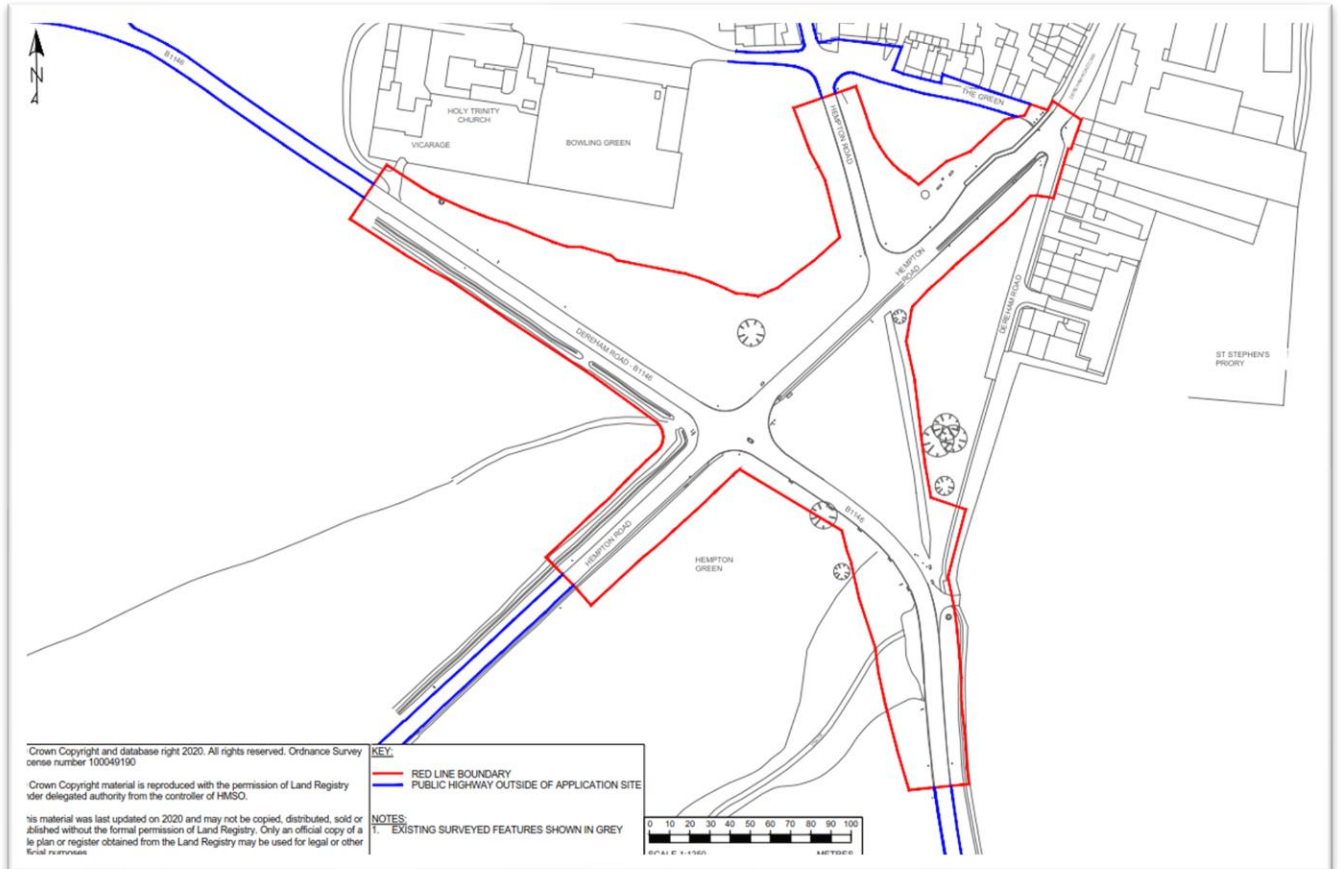 N
B1146
HOLY TRINITY
CHURCH
VICARAGE
BOWLING GREEN
HEMPTON ROAD
THE GREEN
HEMPTON
ROAD
DEREHAM ROAD
ST STEPHEN'S
PRIORY
DEREHAM ROAD - B1146
B1146
HEMPTON ROAD
HEMPTON
GREEN
Crown Copyright and database right 2020. All rights reserved. Ordnance Survey
cense number 100049190
Crown Copyright material is reproduced with the permission of Land Registry
nder delegated authority from the controller of HMSO.
his material was last updated on 2020 and may not be copied, distributed, sold or
ublished without the formal permission of Land Registry. Only an official copy of a
le plan or register obtained from the Land Registry may be used for legal or other
ficial purposes
KEY:
RED LINE BOUNDARY
PUBLIC HIGHWAY OUTSIDE OF APPLICATION SITE
NOTES:
1. EXISTING SURVEYED FEATURES SHOWN IN GREY
0 10 20 30 40 50 60 70 80 90 100
SCALE 1:1250 METRES